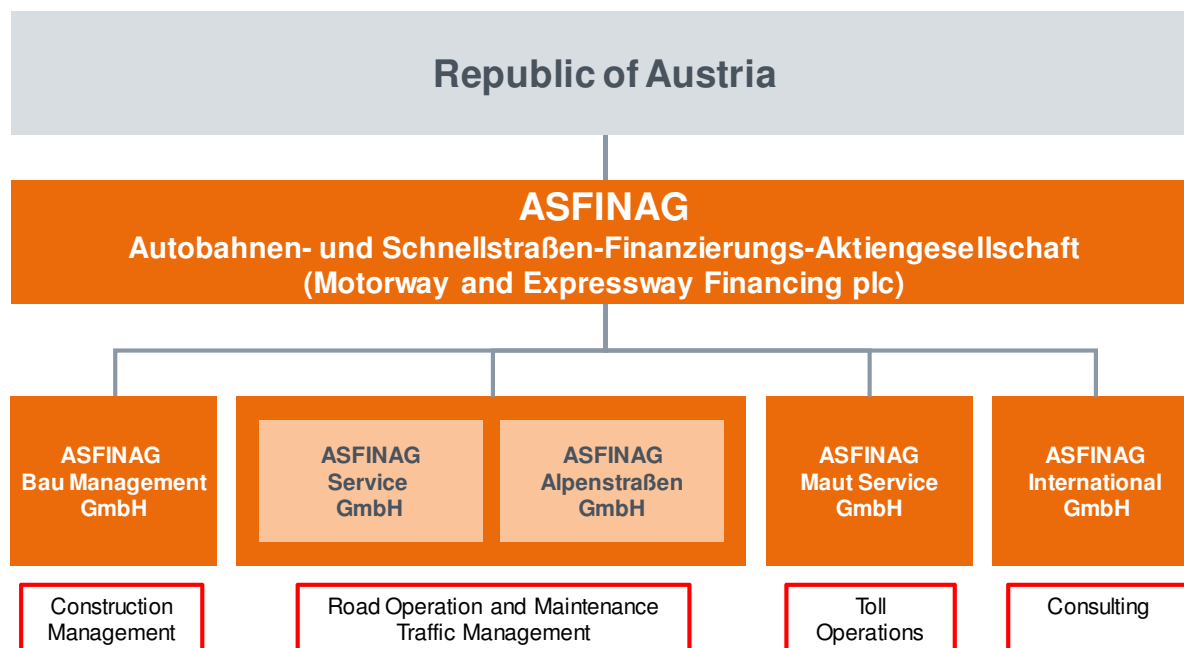 Republic of Austria
ASFINAG
Autobahnen- und Schnellstraßen-Finanzierungs-Aktiengesellschaft
(Motorway and Expressway Financing plc)
ASFINAG
Bau Management
GmbH
ASFINAG
Service
GmbH
ASFINAG
Alpenstraßen
GmbH
ASFINAG
Maut Service
GmbH
ASFINAG
International
GmbH
Construction
Management
Road Operation and Maintenance
Traffic Management
Toll
Operations
Consulting